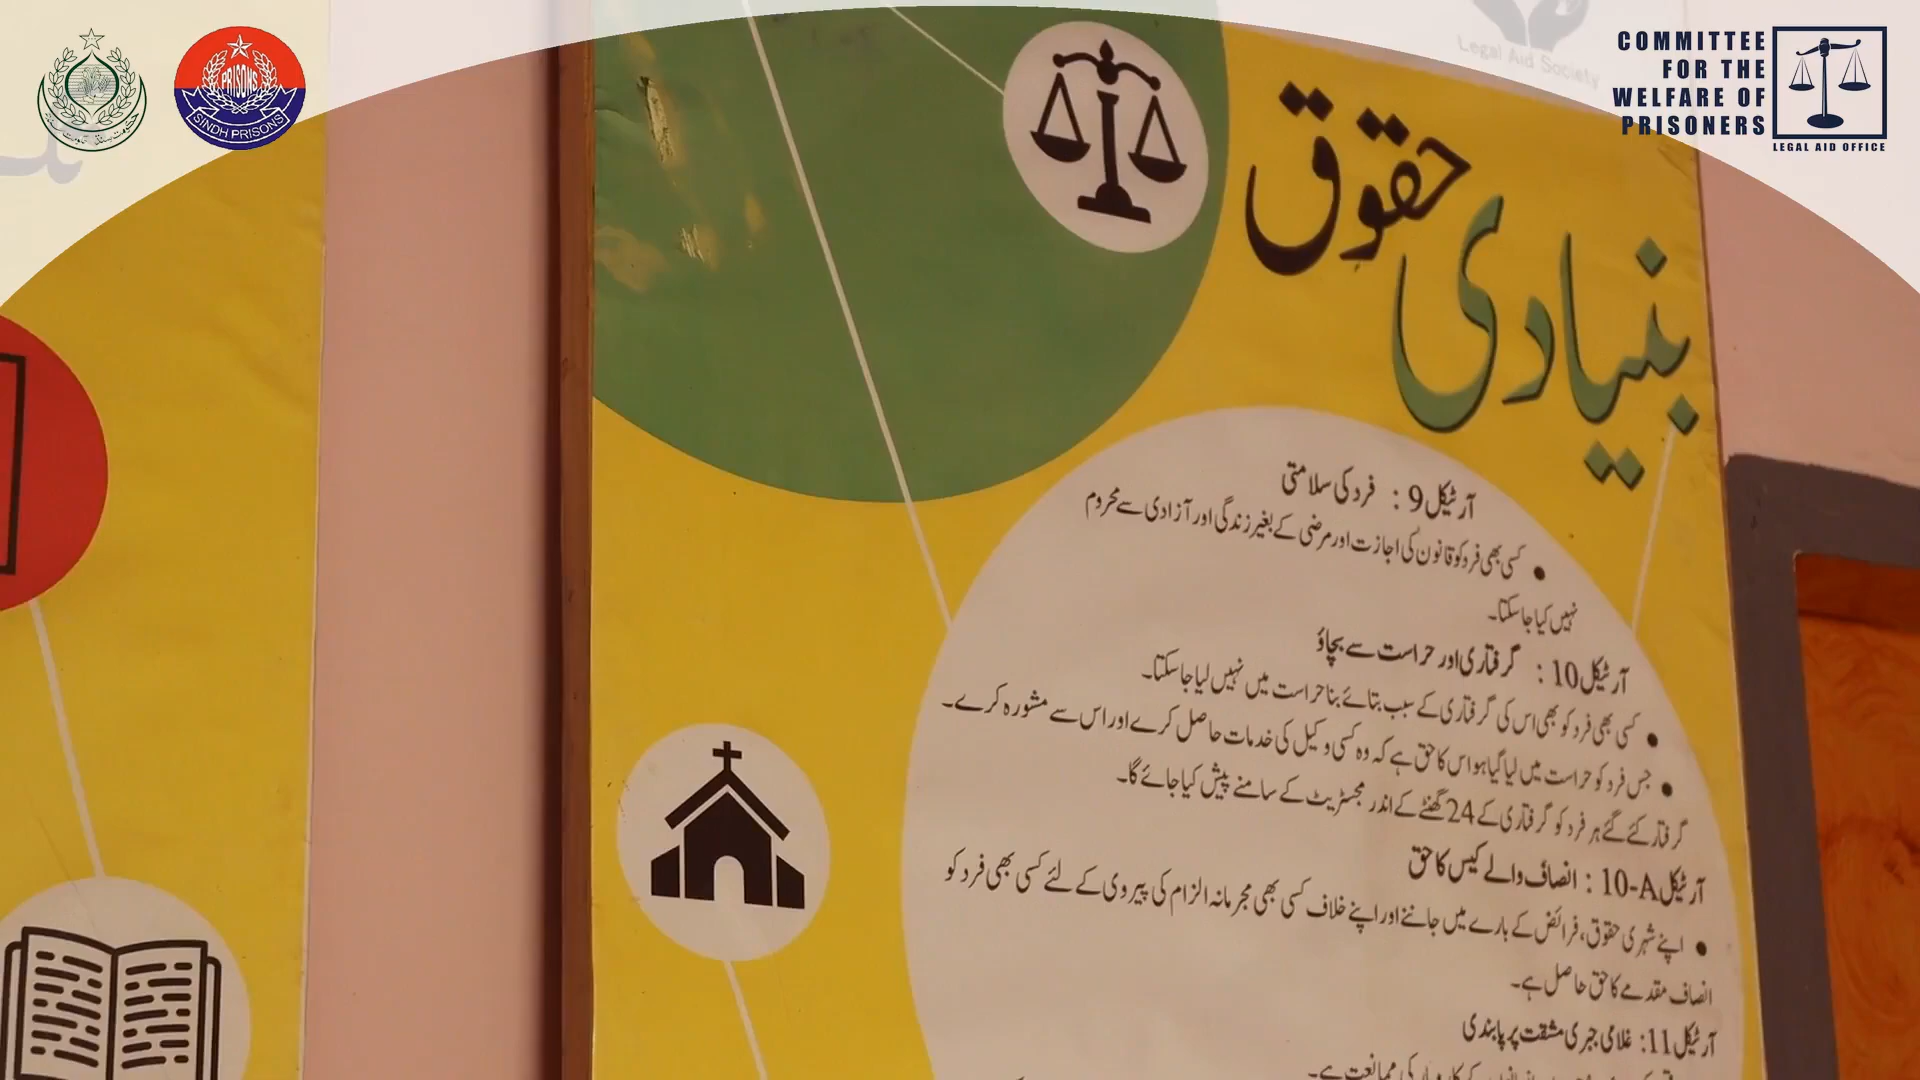 PRISONS
SINDH PRISONS
COMMITTEE
FOR THE
WELFARE OF
PRISONERS
LEGAL AID OFFICE
Legal Aid Society
بنیادی حقوق
آرٹیکل 9 : فرد کی سلامتی
● کسی بھی فرد کو قانون کی اجازت اور مرضی کے بغیر زندگی اور آزادی سے محروم
نہیں کیا جاسکتا۔
آرٹیکل 10 : گرفتاری اور حراست سے بچاؤ
● کسی بھی فرد کو بھی اس کی گرفتاری کے سبب بتائے بنا حراست میں نہیں لیا جاسکتا۔
● جس فرد کو حراست میں لیا گیا ہو اس کا حق ہے کہ وہ کسی وکیل کی خدمات حاصل کرے اور اس سے مشورہ کرے۔
گرفتار کئے گئے ہر فرد کو گرفتاری کے 24 گھنٹے کے اندر مجسٹریٹ کے سامنے پیش کیا جائے گا۔
آرٹیکل 10-A : انصاف والے کیس کا حق
● اپنے شہری حقوق، فرائض کے بارے میں جاننے اور اپنے خلاف کسی بھی مجرمانہ الزام کی پیروی کے لئے کسی بھی فرد کو
انصاف مقدمے کا حق حاصل ہے۔
آرٹیکل 11: غلامی جبری مشقت پر پابندی
کاروبار کی ممانعت ہے۔